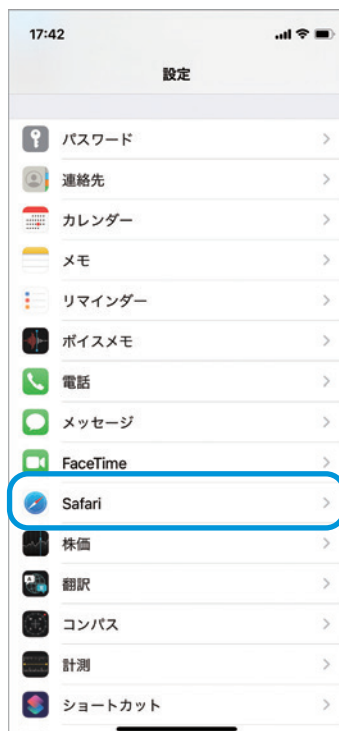 17:42
設定
パスワード
連絡先
カレンダー
メモ
リマインダー
ボイスメモ
電話
メッセージ
FaceTime
Safari
株価
翻訳
コンパス
計測
ショートカット